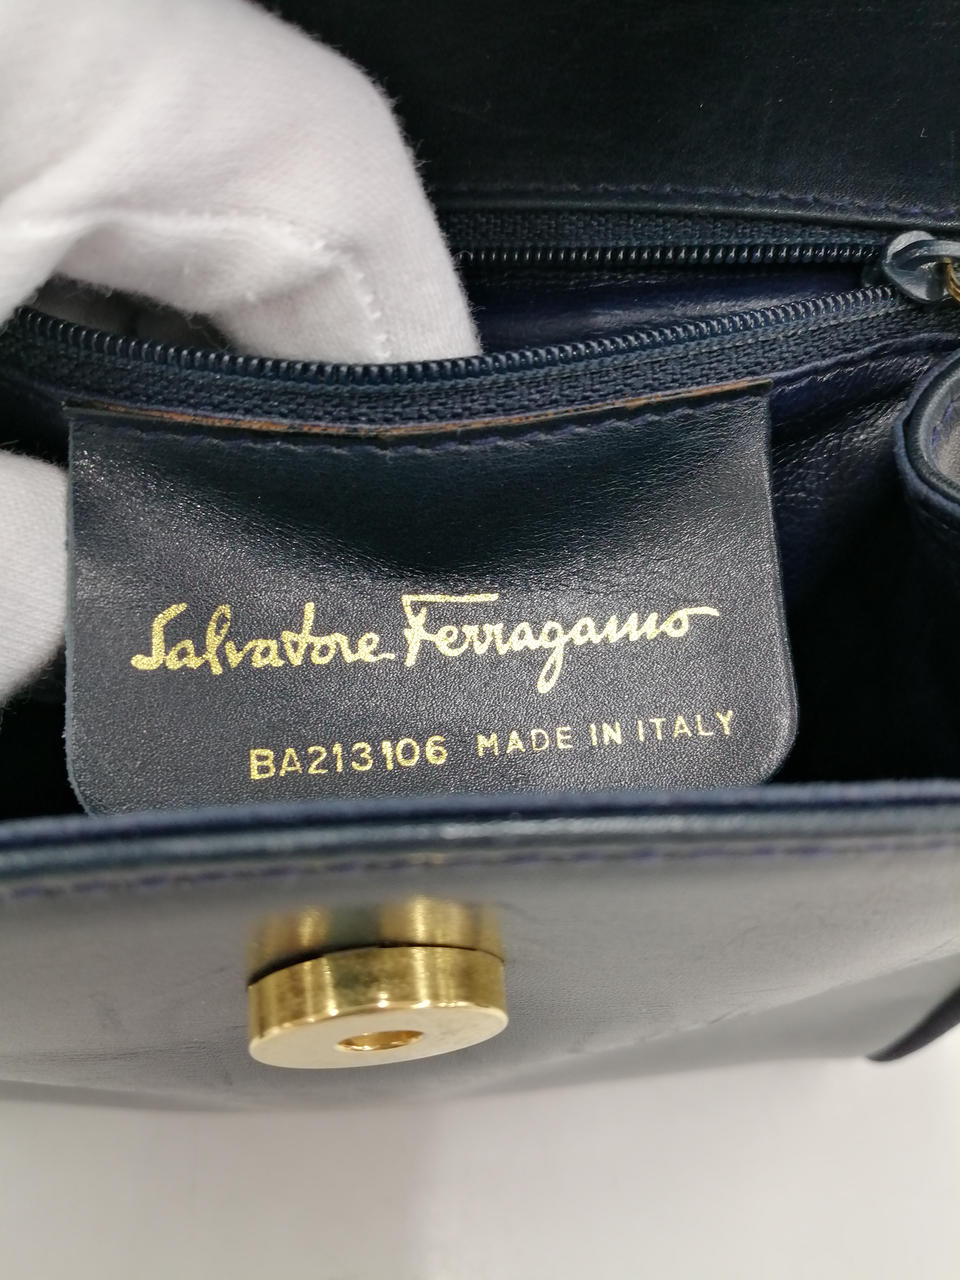 Salvatore Ferragamo
BA213106 MADE IN ITALY